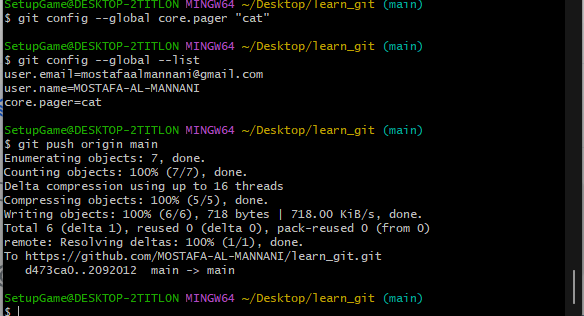 SetupGame@DESKTOP-2TITLON MINGW64 ~/Desktop/learn_git (main)
$ git config --global core.pager "cat"
SetupGame@DESKTOP-2TITLON MINGW64 ~/Desktop/learn_git (main)
$ git config --global --list
user.email=mostafaalmannani@gmail.com
user.name=MOSTAFA-AL-MANNANI
core.pager=cat
SetupGame@DESKTOP-2TITLON MINGW64 ~/Desktop/learn_git (main)
$ git push origin main
Enumerating objects: 7, done.
Counting objects: 100% (7/7), done.
Delta compression using up to 16 threads
Compressing objects: 100% (5/5), done.
Writing objects: 100% (6/6), 718 bytes | 718.00 KiB/s, done.
Total 6 (delta 1), reused 0 (delta 0), pack-reused 0 (from 0)
remote: Resolving deltas: 100% (1/1), done.
To https://github.com/MOSTAFA-AL-MANNANI/learn_git.git
   d473ca0..2092012  main -> main
SetupGame@DESKTOP-2TITLON MINGW64 ~/Desktop/learn_git (main)
$